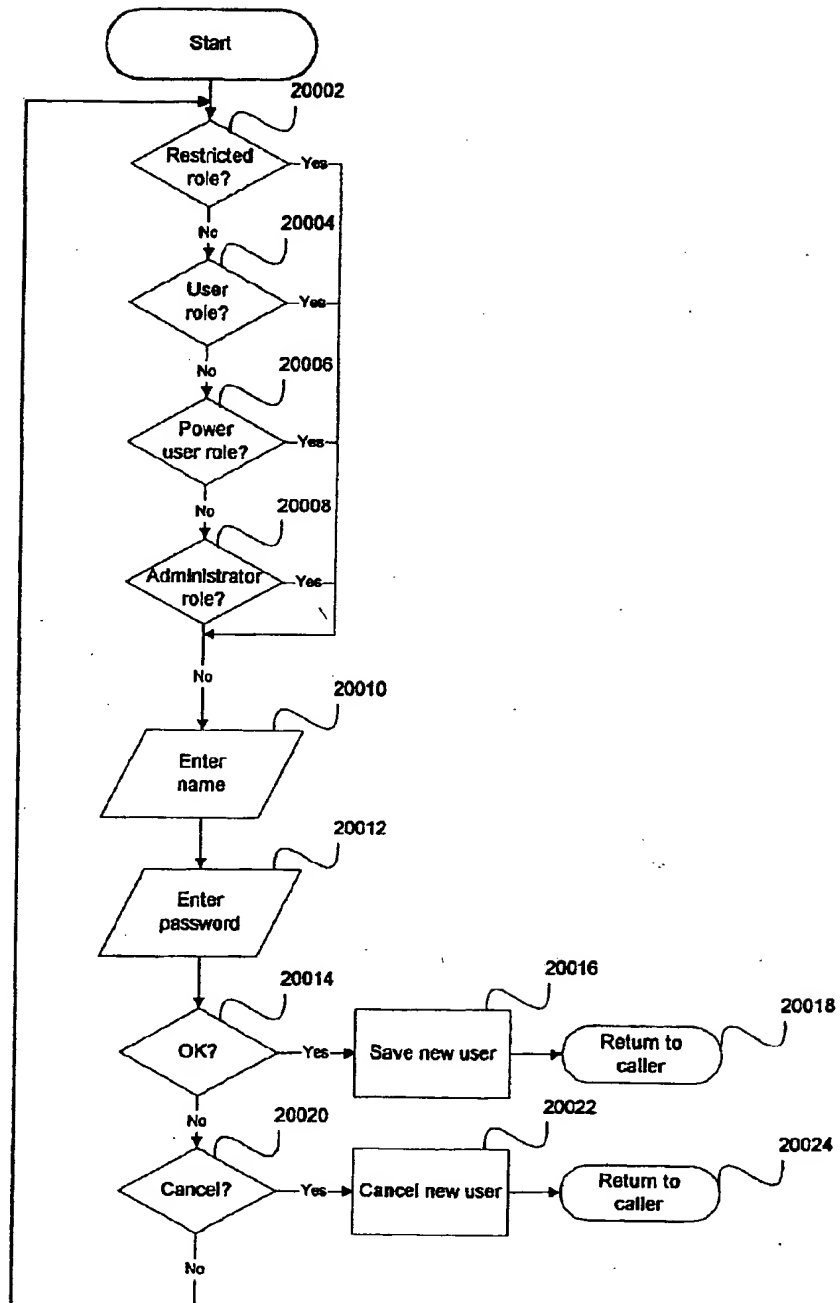 Start
20002
Restricted
role?
Yes
No
20004
User
role?
Yes
No
20006
Power
user role?
Yes
No
20008
Administrator
role?
Yes
No
20010
Enter
name
20012
Enter
password
20014
OK?
Yes
20016
Save new user
20018
Return to
caller
No
20020
Cancel?
Yes
20022
Cancel new user
20024
Return to
caller
No